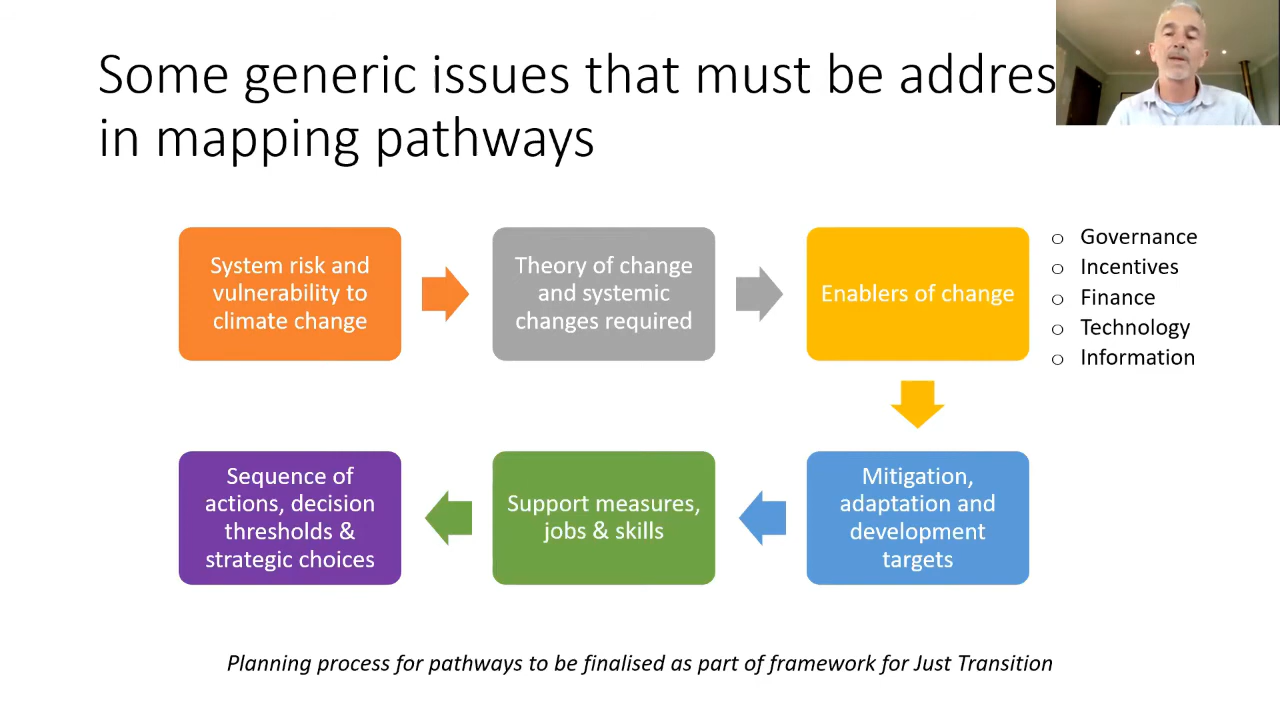 Some generic issues that must be addres
in mapping pathways
System risk and
vulnerability to
climate change
Theory of change
and systemic
changes required
Enablers of change
o Governance
o Incentives
o Finance
o Technology
o Information
Sequence of
actions, decision
thresholds &
strategic choices
Support measures,
jobs & skills
Mitigation,
adaptation and
development
targets
Planning process for pathways to be finalised as part of framework for Just Transition